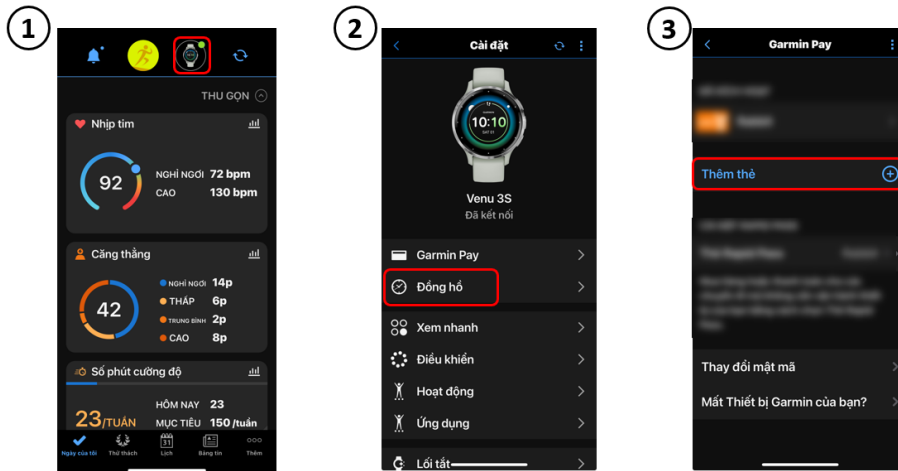 1
THU GỌN
Nhịp tim
92
NGHỈ NGƠI 72 bpm
CAO 130 bpm
Căng thẳng
42
NGHỈ NGƠI 14p
THẤP 6p
TRUNG BÌNH 2p
CAO 8p
Số phút cường độ
23/TUẦN
HÔM NAY 23
MỤC TIÊU 150 /tuần
Ngày của tôi
Thử thách
31
Lịch
Bảng tin
Thêm
2
Cài đặt
10:10
Venu 3S
Đã kết nối
Garmin Pay
Đồng hồ
Xem nhanh
Điều khiển
Hoạt động
Ứng dụng
Lối tắt
3
Garmin Pay
Thêm thẻ
Thay đổi mật mã
Mất Thiết bị Garmin của bạn?